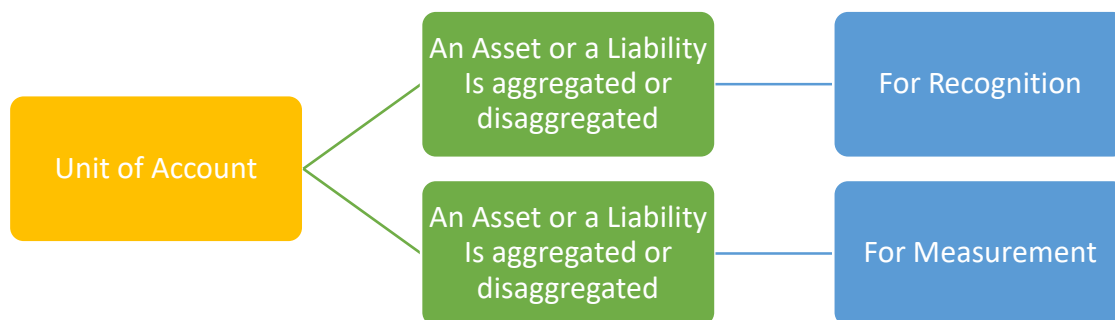 Unit of Account
An Asset or a Liability
Is aggregated or
disaggregated
For Recognition
An Asset or a Liability
Is aggregated or
disaggregated
For Measurement